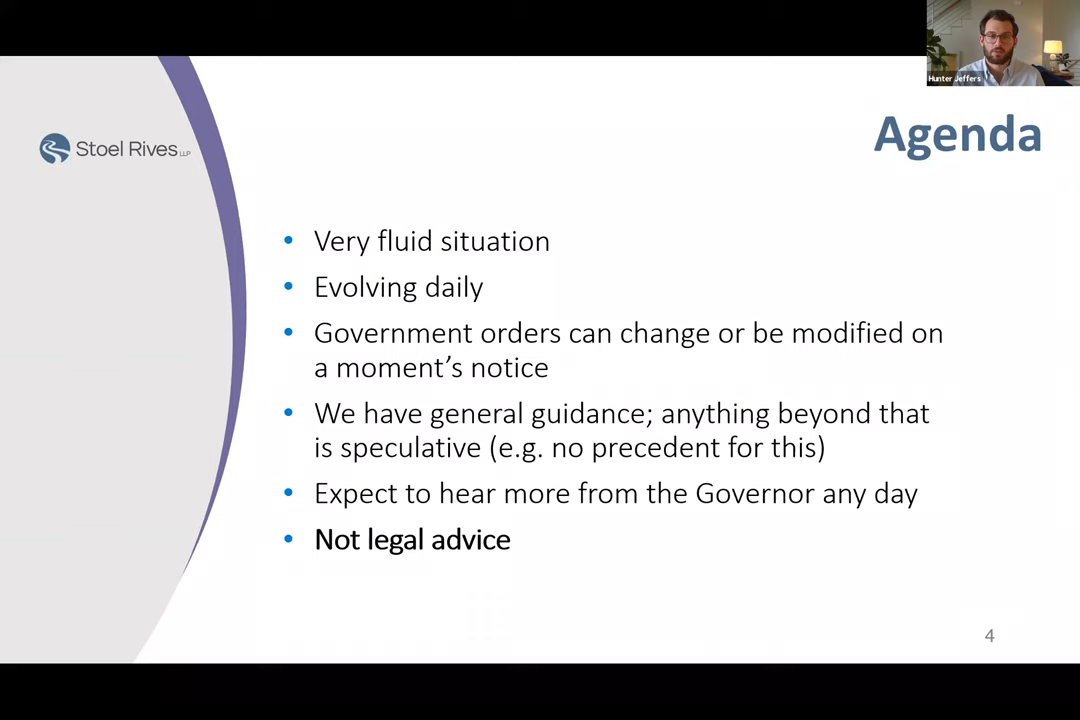 Hunter Jeffers
Stoel Rives LLP
Agenda
• Very fluid situation
• Evolving daily
• Government orders can change or be modified on
a moment’s notice
• We have general guidance; anything beyond that
is speculative (e.g. no precedent for this)
• Expect to hear more from the Governor any day
• Not legal advice
4